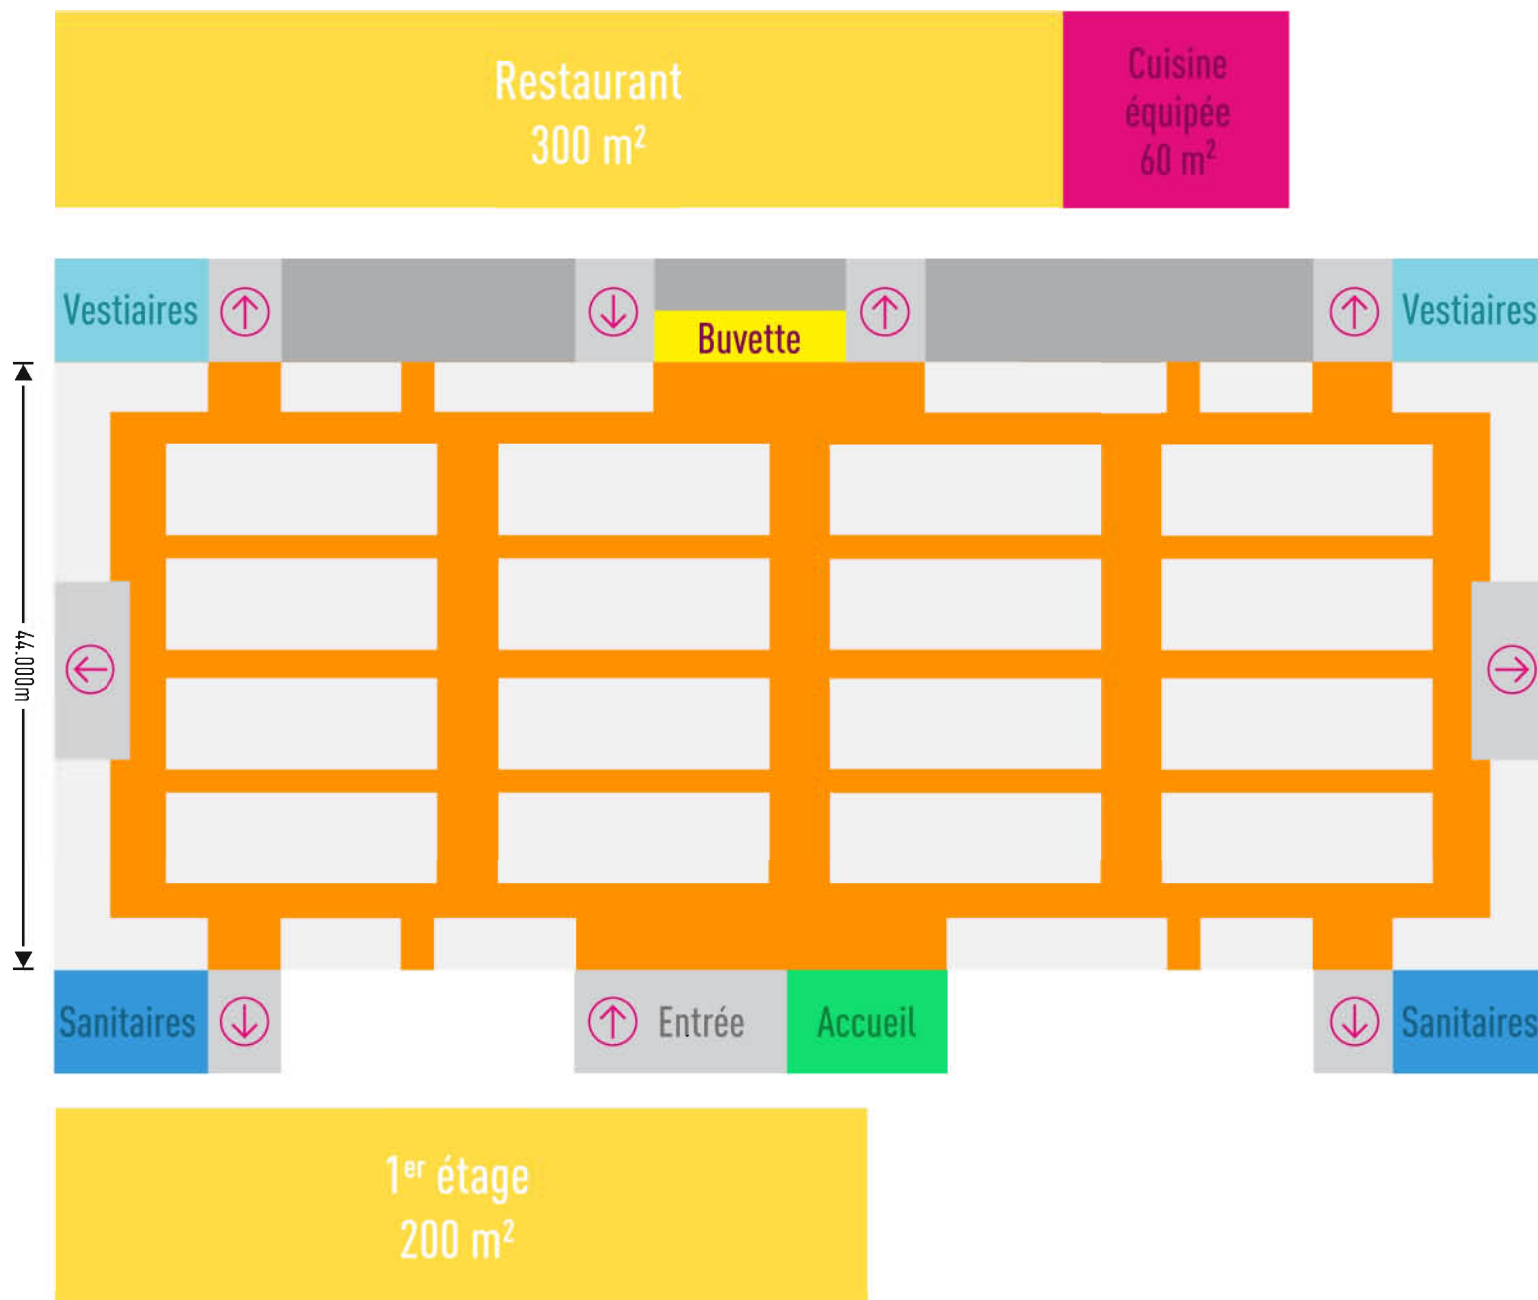 Restaurant
300 m²
Cuisine
équipée
60 m²
Vestiaires
Buvette
Vestiaires
44.000m
Sanitaires
Entrée
Accueil
Sanitaires
1er étage
200 m²